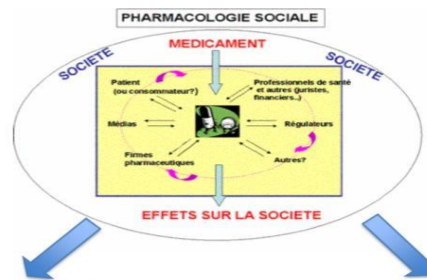 PHARMACOLOGIE SOCIALE
MEDICAMENT
SOCIETE
SOCIETE
Patient
(ou consommateur?)
Professionnels de santé
et autres (juristes,
financiers..)
Médias
Régulateurs
Firmes
pharmaceutiques
Autres?
EFFETS SUR LA SOCIETE